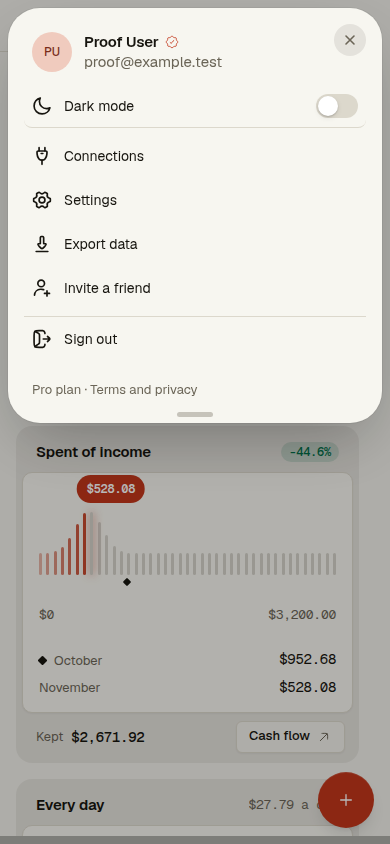 PU
Proof User
proof@example.test
Dark mode
Connections
Settings
Export data
Invite a friend
Sign out
Pro plan · Terms and privacy
Spent of income
-44.6%
$528.08
$0
$3,200.00
October
$952.68
November
$528.08
Kept $2,671.92
Cash flow
Every day
$27.79 a
+